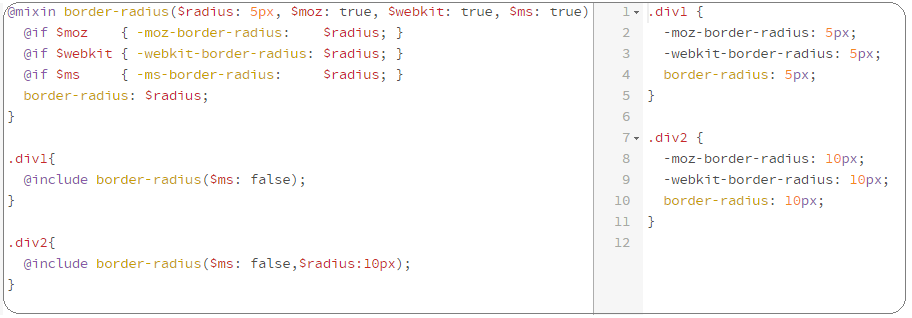 @mixin border-radius($radius: 5px, $moz: true, $webkit: true, $ms: true)
  @if $moz    { -moz-border-radius:    $radius; }
  @if $webkit { -webkit-border-radius: $radius; }
  @if $ms     { -ms-border-radius:     $radius; }
  border-radius: $radius;
}
.div1{
  @include border-radius($ms: false);
}
.div2{
  @include border-radius($ms: false,$radius:10px);
}
1 .div1 {
2   -moz-border-radius: 5px;
3   -webkit-border-radius: 5px;
4   border-radius: 5px;
5 }
6
7 .div2 {
8   -moz-border-radius: 10px;
9   -webkit-border-radius: 10px;
10   border-radius: 10px;
11 }
12